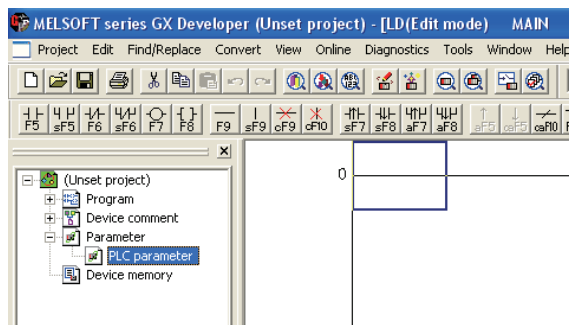 MELSOFT series GX Developer (Unset project) - [LD(Edit mode) MAIN
Project Edit Find/Replace Convert View Online Diagnostics Tools Window Help
F5 sF5 F6 sF6 F7 F8 F9 sF9 cF9 cF10 sF7 sF8 aF7 aF8 aF5 caF5 caF10
0
(Unset project)
Program
Device comment
Parameter
PLC parameter
Device memory